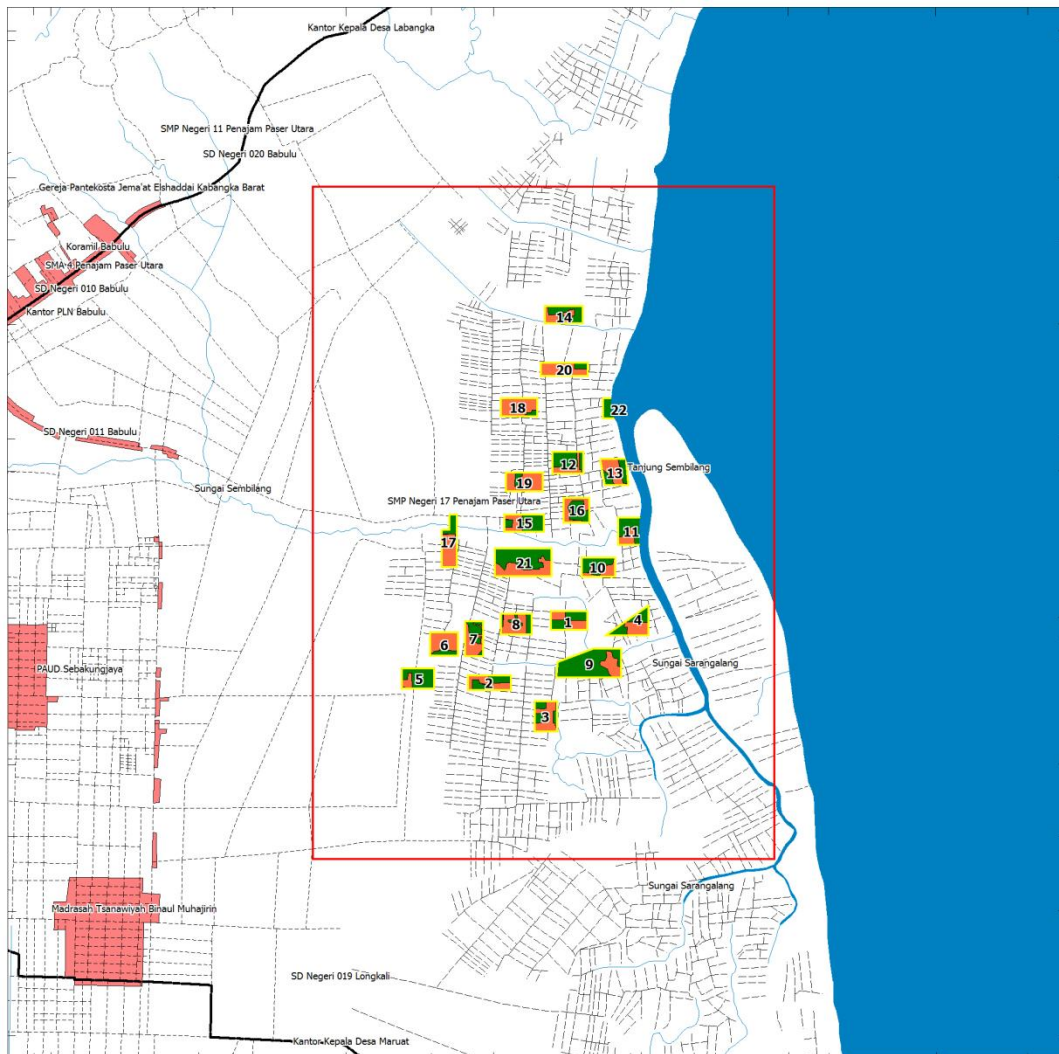 Kantor Kepala Desa Labangka
SMP Negeri 11 Penajam Paser Utara
SD Negeri 020 Babulu
Gereja Pantekosta Jema'at Elshaddai Kabangka Barat
Koramil Babulu
SMA 4 Penajam Paser Utara
SD Negeri 010 Babulu
Kantor PLN Babulu
14
20
18
22
SD Negeri 011 Babulu
12
Tanjung Sembilang
13
19
Sungai Sembilang
SMP Negeri 17 Penajam Paser Utara
16
15
11
17
21
10
1
4
8
7
6
PAUD Sebakungjaya
9
Sungai Sarangalang
5
2
3
Sungai Sarangalang
Madrasah Tsanawiyah Binaul Muhajirin
SD Negeri 019 Longkali
Kantor Kepala Desa Maruat